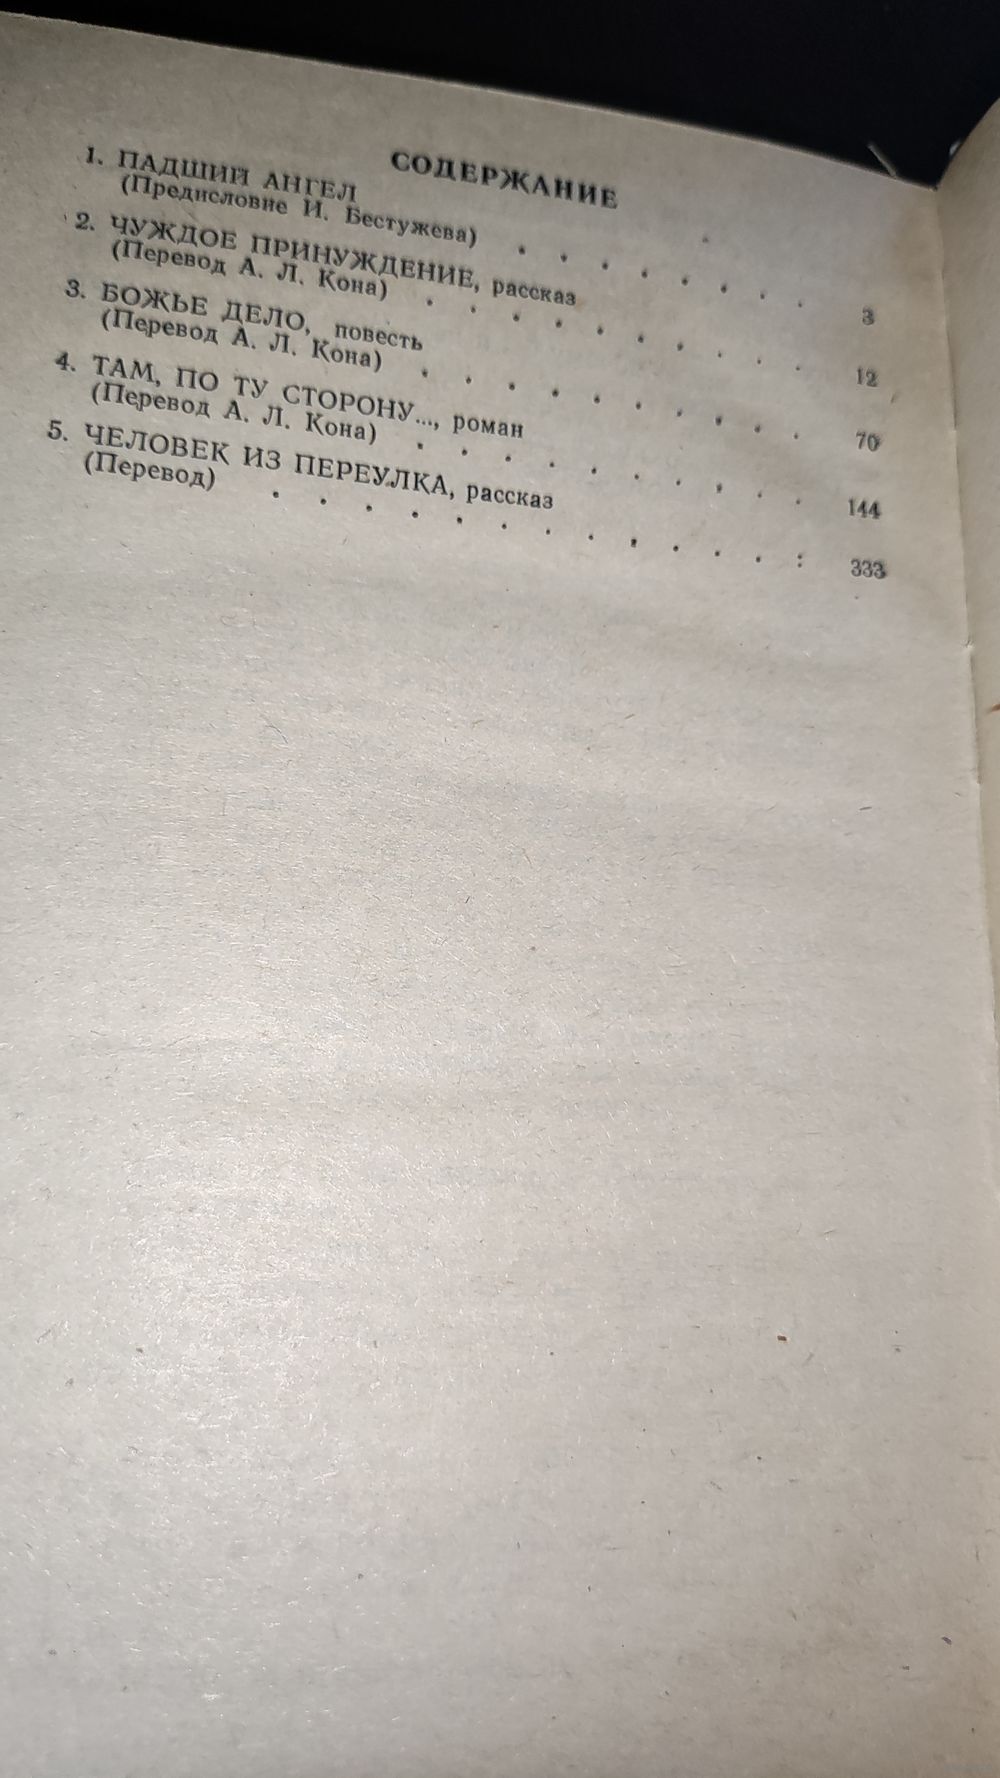 СОДЕРЖАНИЕ
1. ПАДШИЙ АНГЕЛ
(Предисловие И. Бестужева) . . . . . . . . 3
2. ЧУЖДОЕ ПРИНУЖДЕНИЕ, рассказ
(Перевод А. Л. Кона) . . . . . . . . . . 12
3. БОЖЬЕ ДЕЛО, повесть
(Перевод А. Л. Кона) . . . . . . . . . . 70
4. ТАМ, ПО ТУ СТОРОНУ..., роман
(Перевод А. Л. Кона) . . . . . . . . . . 144
5. ЧЕЛОВЕК ИЗ ПЕРЕУЛКА, рассказ
(Перевод) . . . . . . . . . . . . : 333